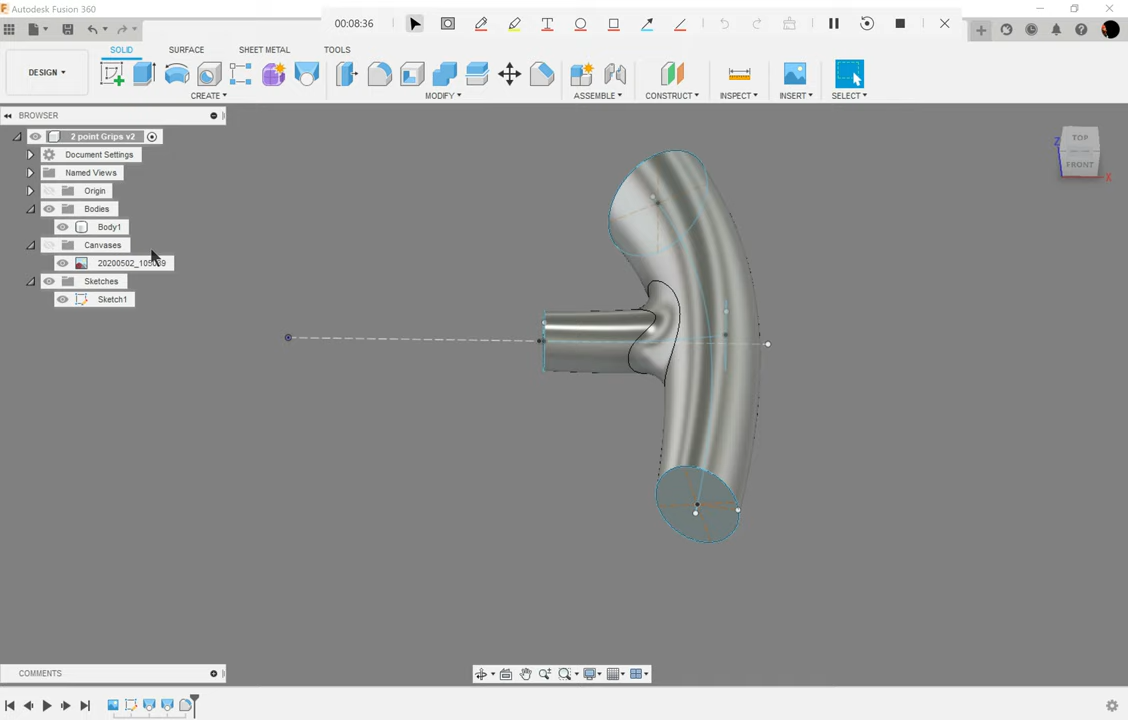 Autodesk Fusion 360
00:08:36
DESIGN
SOLID
SURFACE
SHEET METAL
TOOLS
CREATE
MODIFY
ASSEMBLE
CONSTRUCT
INSPECT
INSERT
SELECT
BROWSER
2 point Grips v2
Document Settings
Named Views
Origin
Bodies
Body1
Canvases
Sketches
Sketch1
TOP
FRONT
Z
X
COMMENTS